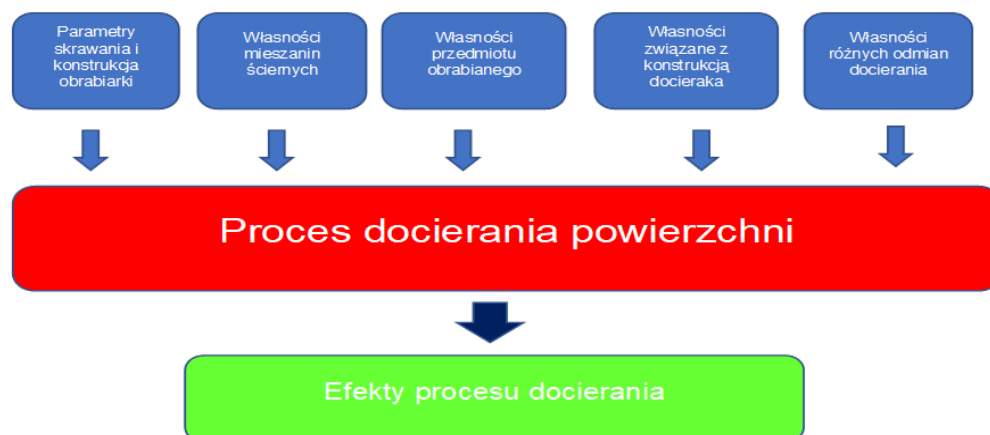 Parametry
skrawania i
konstrukcja
obrabiarki
Własności
mieszanin
ściernych
Własności
przedmiotu
obrabianego
Własności
związane z
konstrukcją
docieraka
Własności
różnych odmian
docierania
Proces docierania powierzchni
Efekty procesu docierania